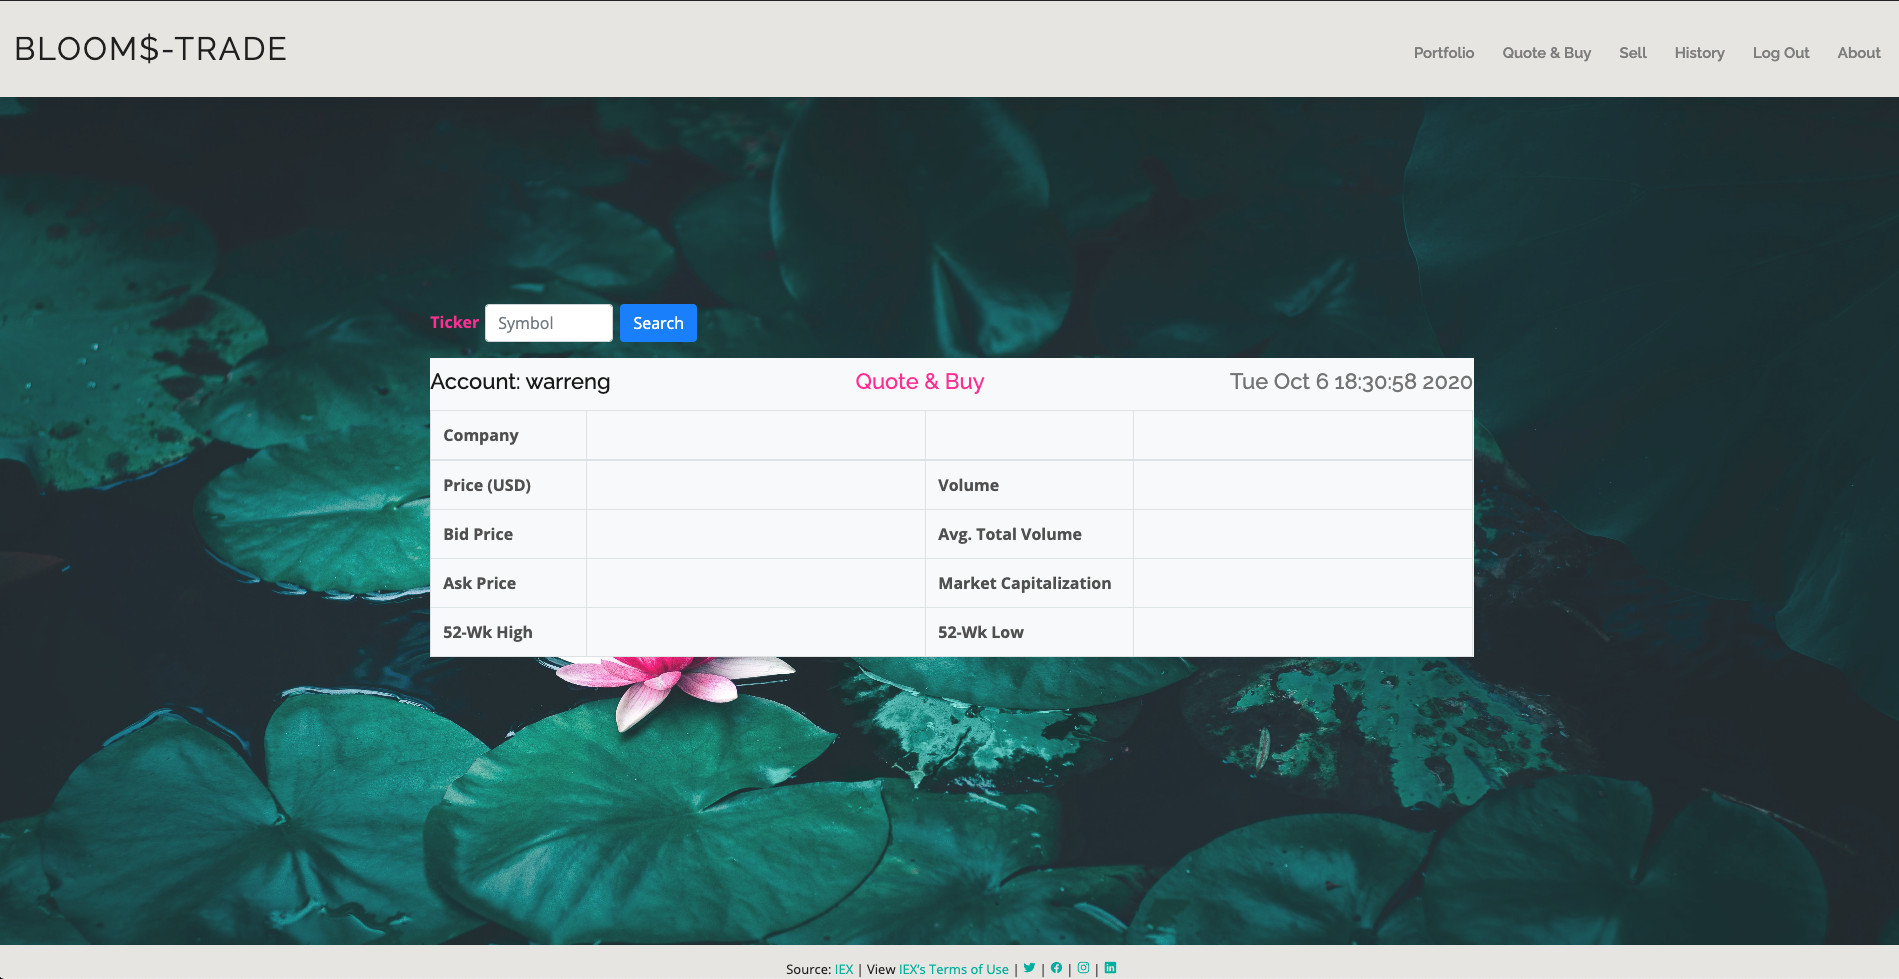 BLOOM$-TRADE
Portfolio Quote & Buy Sell History Log Out About
Ticker Symbol Search
Account: warreng Quote & Buy Tue Oct 6 18:30:58 2020
Company
Price (USD) Volume
Bid Price Avg. Total Volume
Ask Price Market Capitalization
52-Wk High 52-Wk Low
Source: IEX | View IEX's Terms of Use | | | |